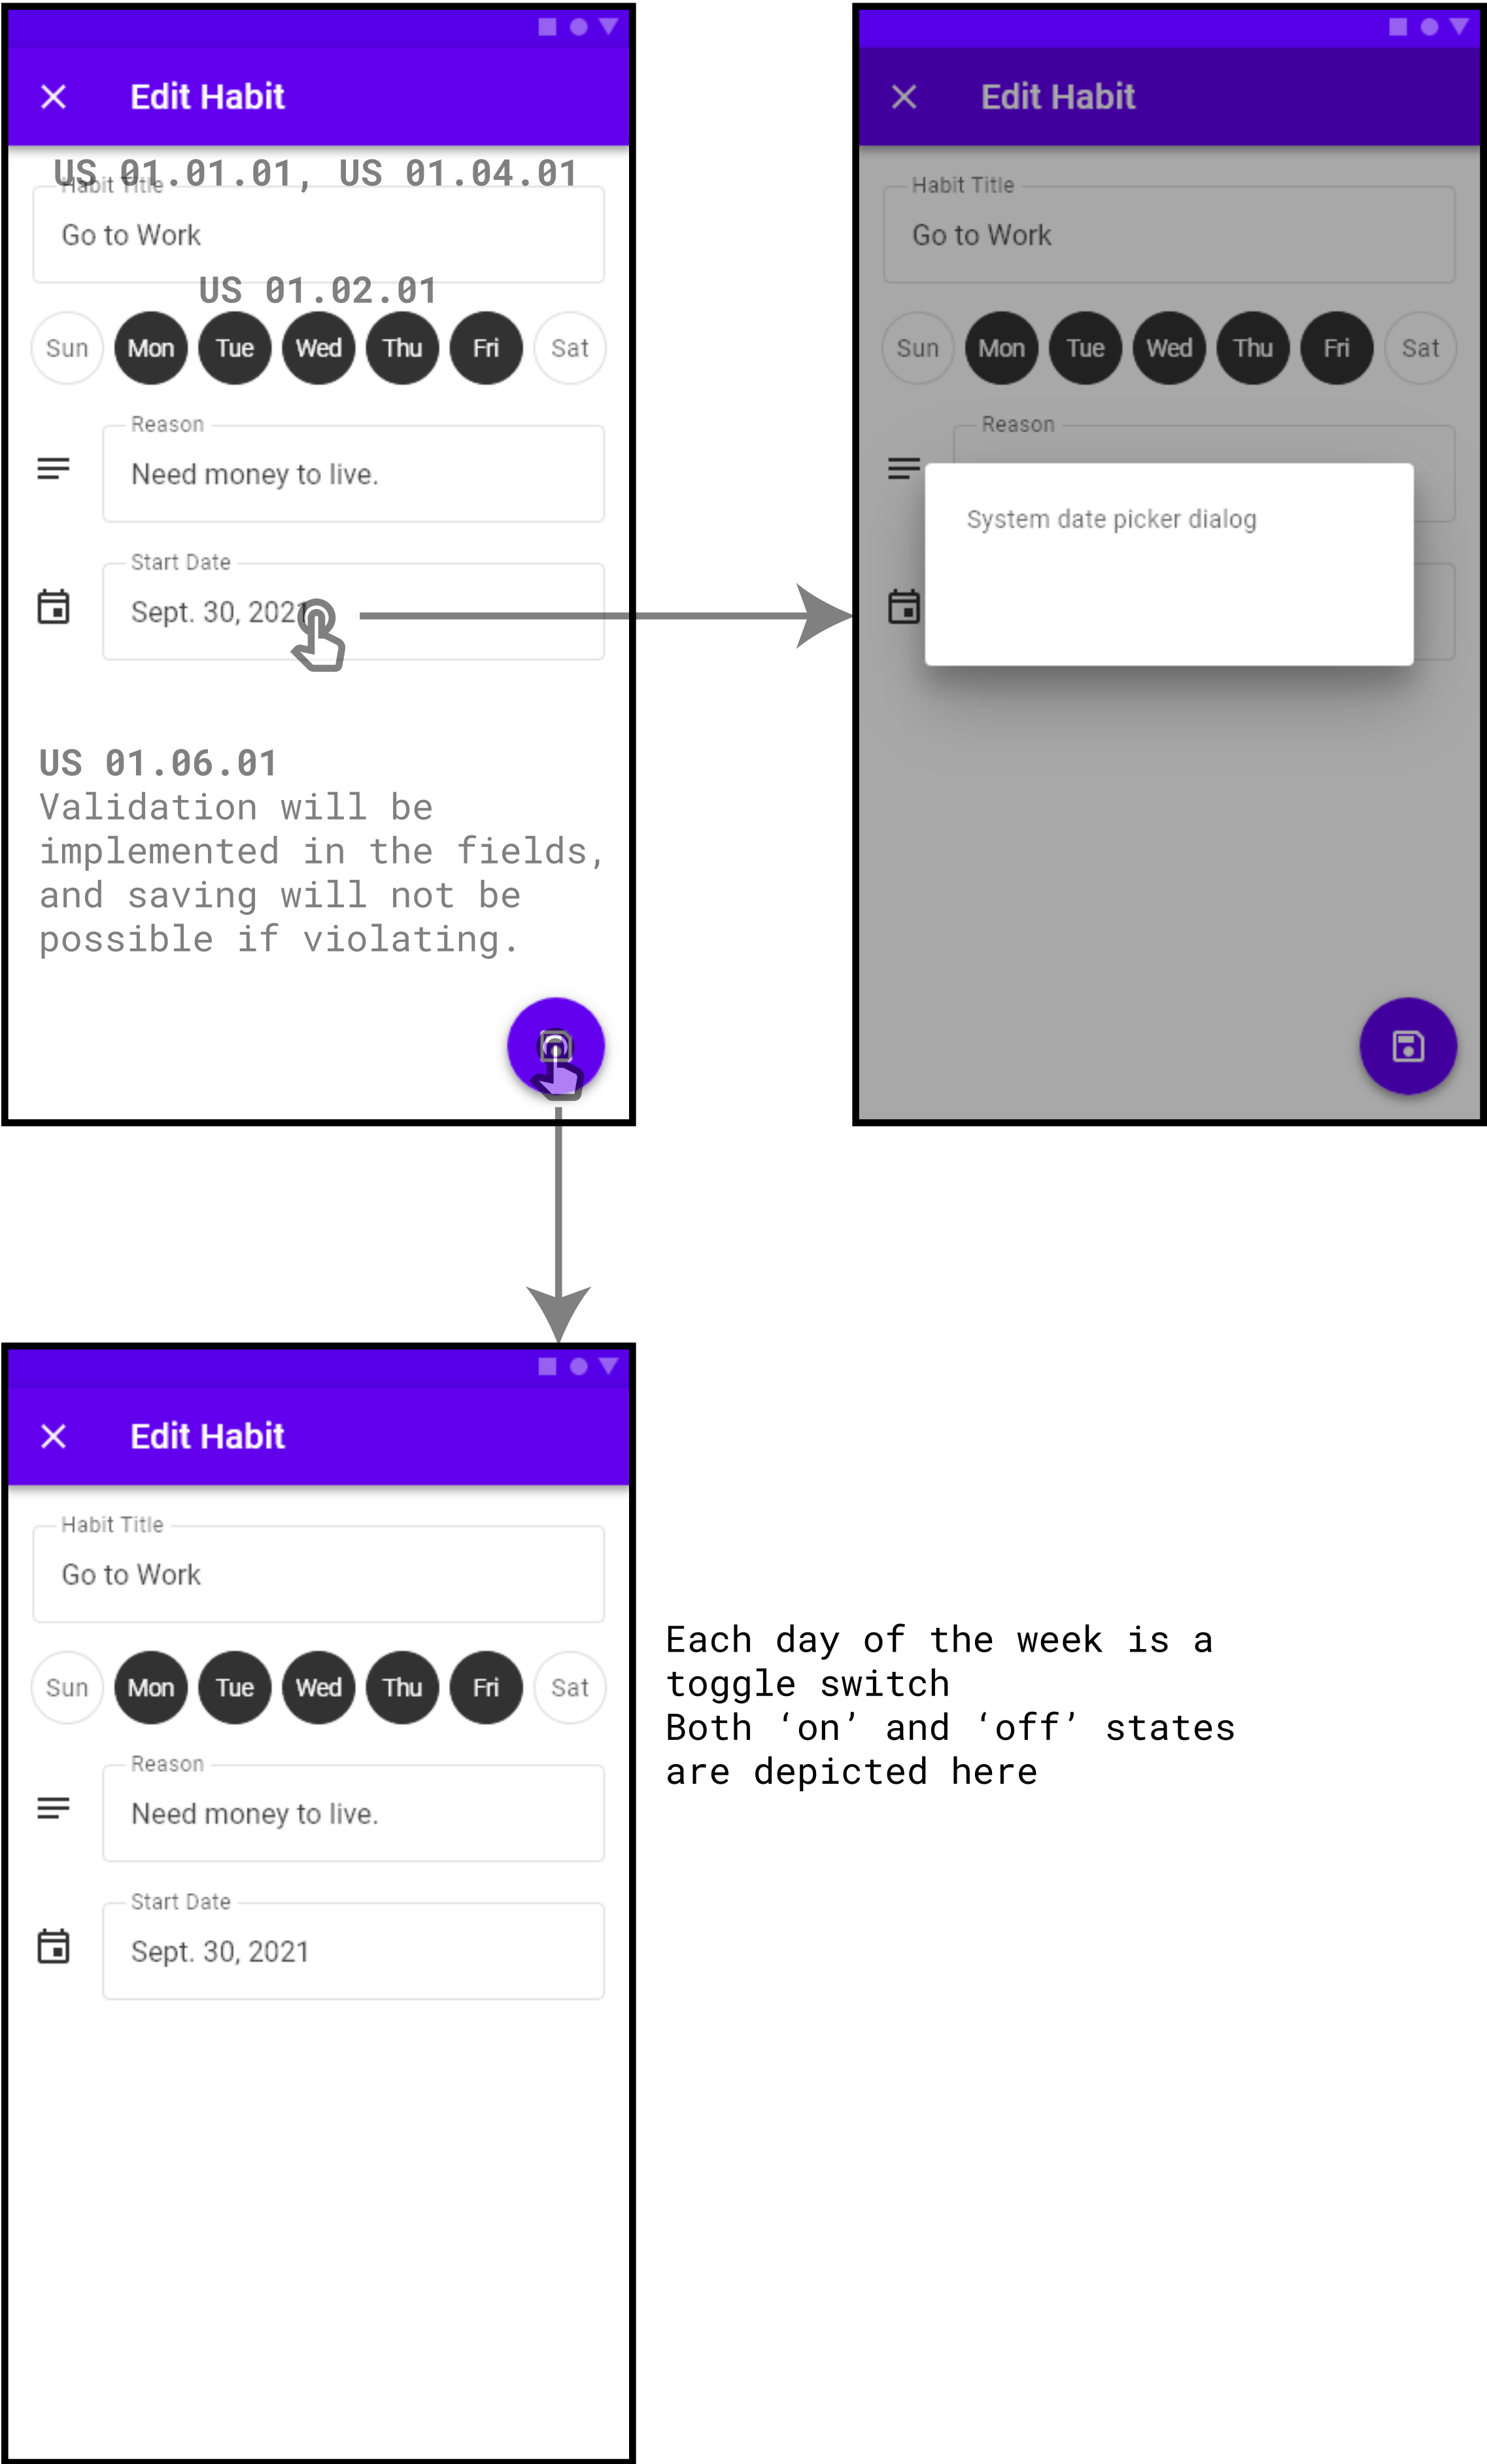 Edit Habit
US 01.01.01, US 01.04.01
Habit Title
Go to Work
US 01.02.01
Sun Mon Tue Wed Thu Fri Sat
Reason
Need money to live.
Start Date
Sept. 30, 2021
US 01.06.01
Validation will be
implemented in the fields,
and saving will not be
possible if violating.
Edit Habit
Habit Title
Go to Work
Sun Mon Tue Wed Thu Fri Sat
Reason
System date picker dialog
Edit Habit
Habit Title
Go to Work
Sun Mon Tue Wed Thu Fri Sat
Reason
Need money to live.
Start Date
Sept. 30, 2021
Each day of the week is a
toggle switch
Both ‘on’ and ‘off’ states
are depicted here